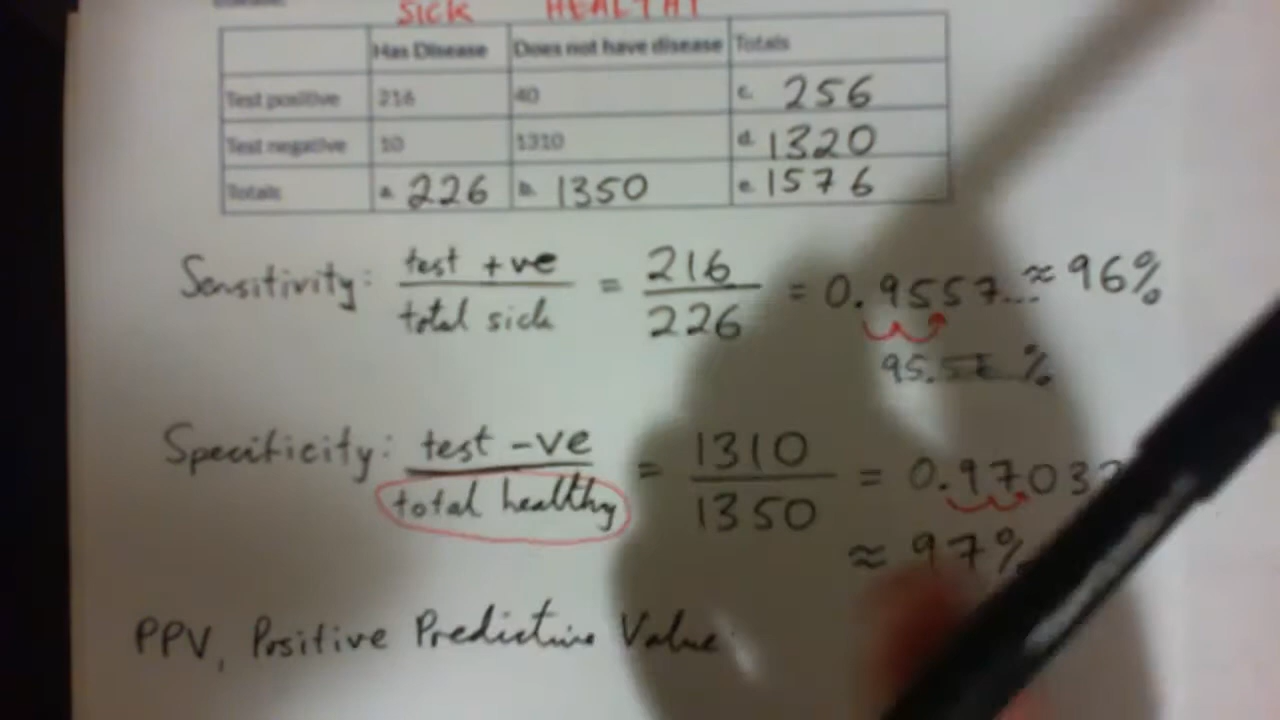 SICK HEALTHY
Has Disease Does not have disease Totals
Test positive 216 40 c. 256
Test negative 10 1310 d. 1320
Totals a. 226 b. 1350 e. 1576
Sensitivity: test +ve / total sick = 216 / 226 = 0.9557... ≈ 96%
Specificity: test -ve / total healthy = 1310 / 1350 = 0.9703
≈ 97%
PPV, Positive Predictive Value